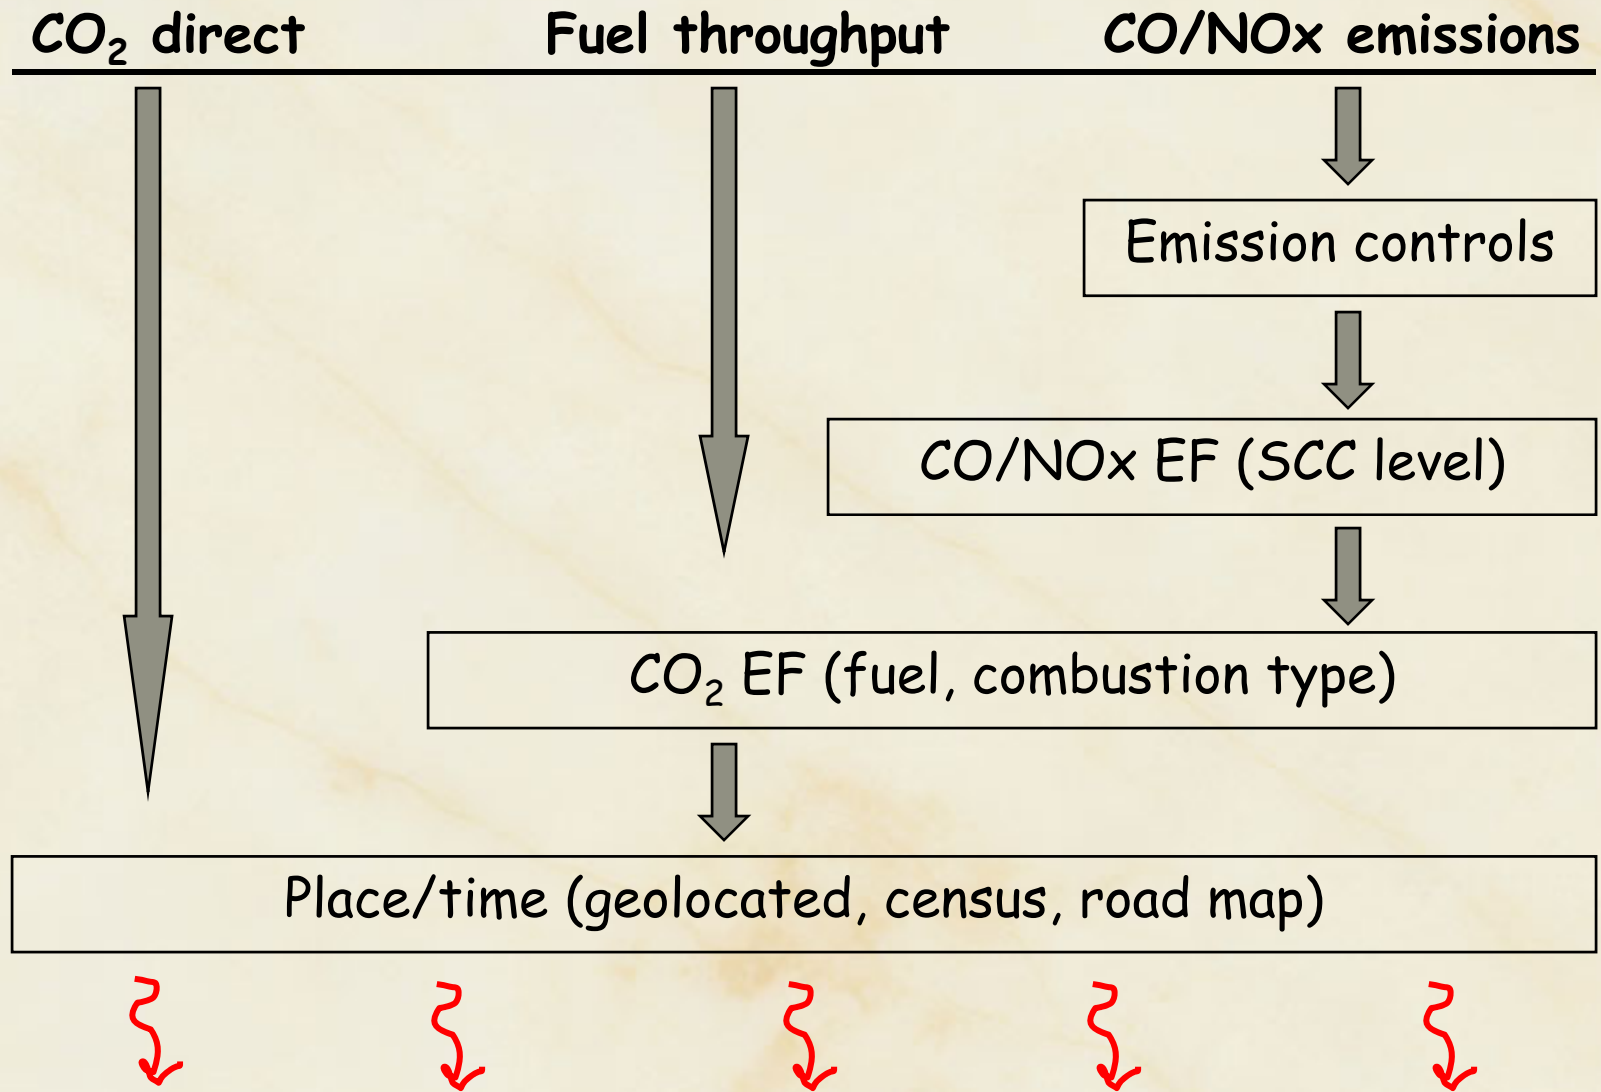 CO₂ direct
Fuel throughput
CO/NOx emissions
Emission controls
CO/NOx EF (SCC level)
CO₂ EF (fuel, combustion type)
Place/time (geolocated, census, road map)